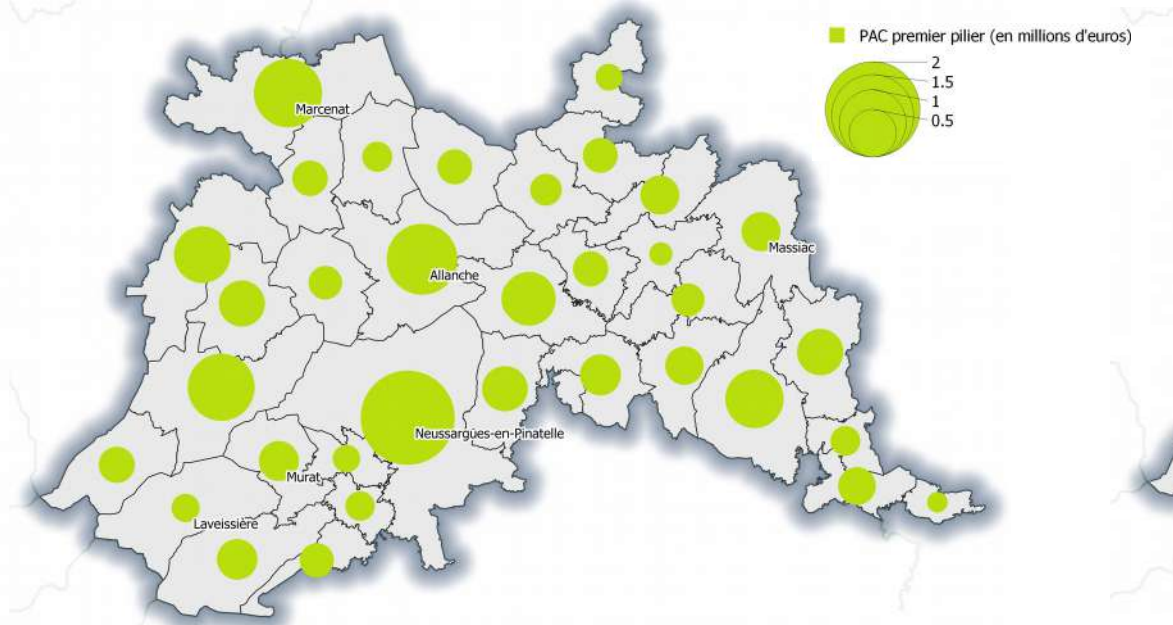 PAC premier pilier (en millions d'euros)
2
1.5
1
0.5
Marcenat
Massiac
Allanche
Neussargues-en-Pinatelle
Murat
Laveissière